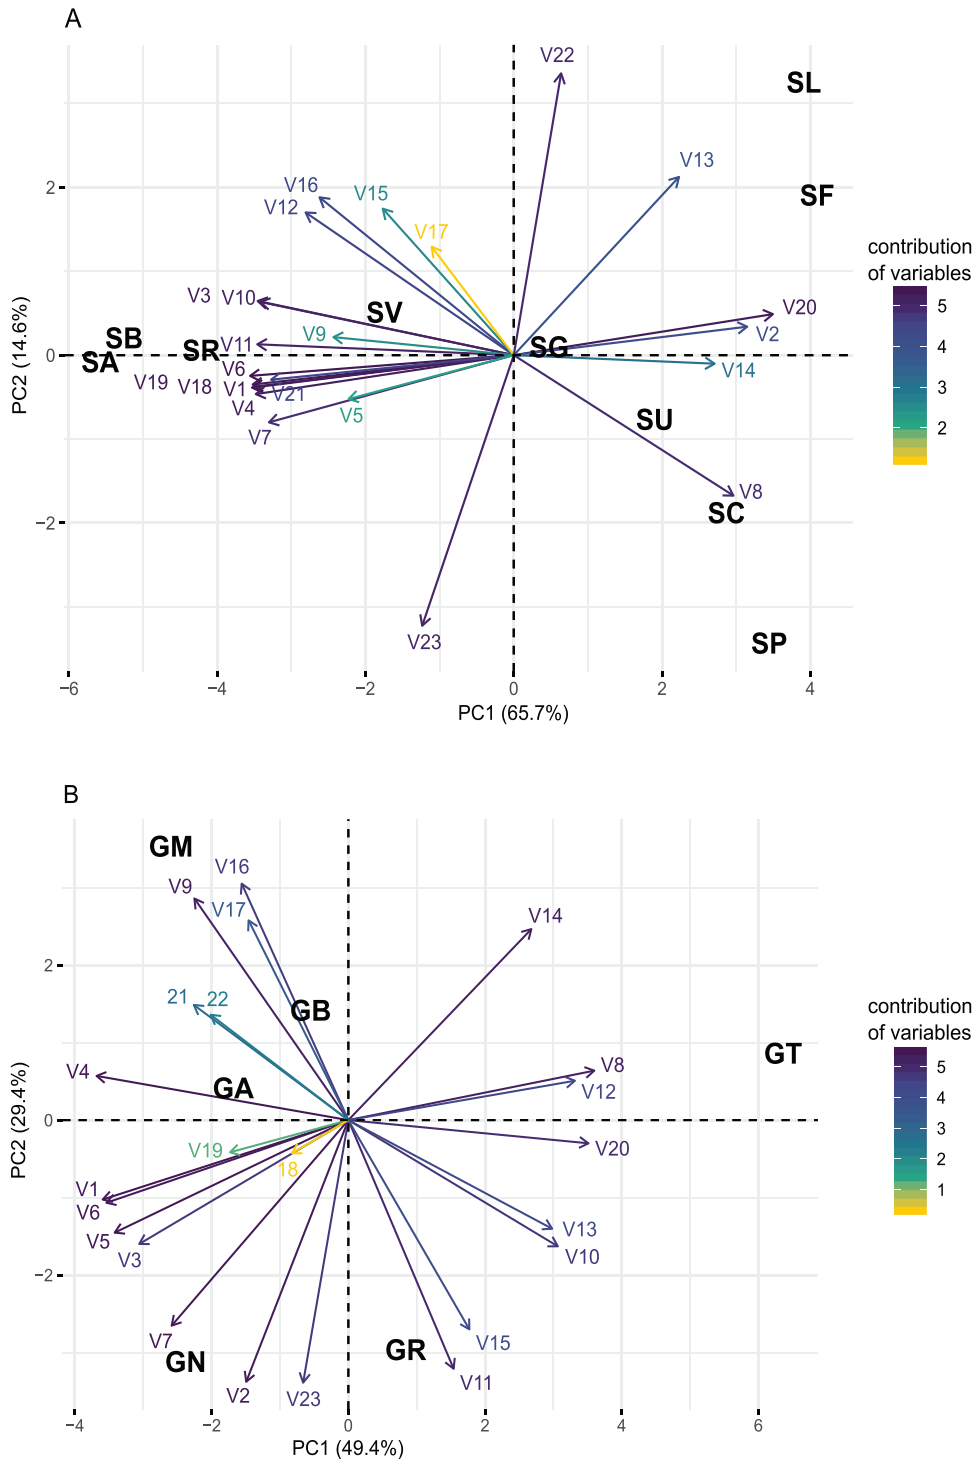 A
V22
SL
V13
V16
V15
SF
2
V12
V17
contribution
of variables
V3 V10
SV
V20
5
SB
V9
V2
4
V11
SG
0
SA
SR
V6
V14
3
V19 V18 V1 V21
V4
V5
SU
2
V7
V8
SC
−2
V23
SP
PC2 (14.6%)
−6 −4 −2 0 2 4
PC1 (65.7%)
B
GM
V16
V9
V17
V14
2
21 22
GB
contribution
of variables
GT
V4
V8
5
GA
V12
4
0
V19
V20
3
18
2
V1
1
V6
V5
V13
V3
V10
−2
V7
V15
GN
GR
V2 V23
V11
PC2 (29.4%)
−4 −2 0 2 4 6
PC1 (49.4%)